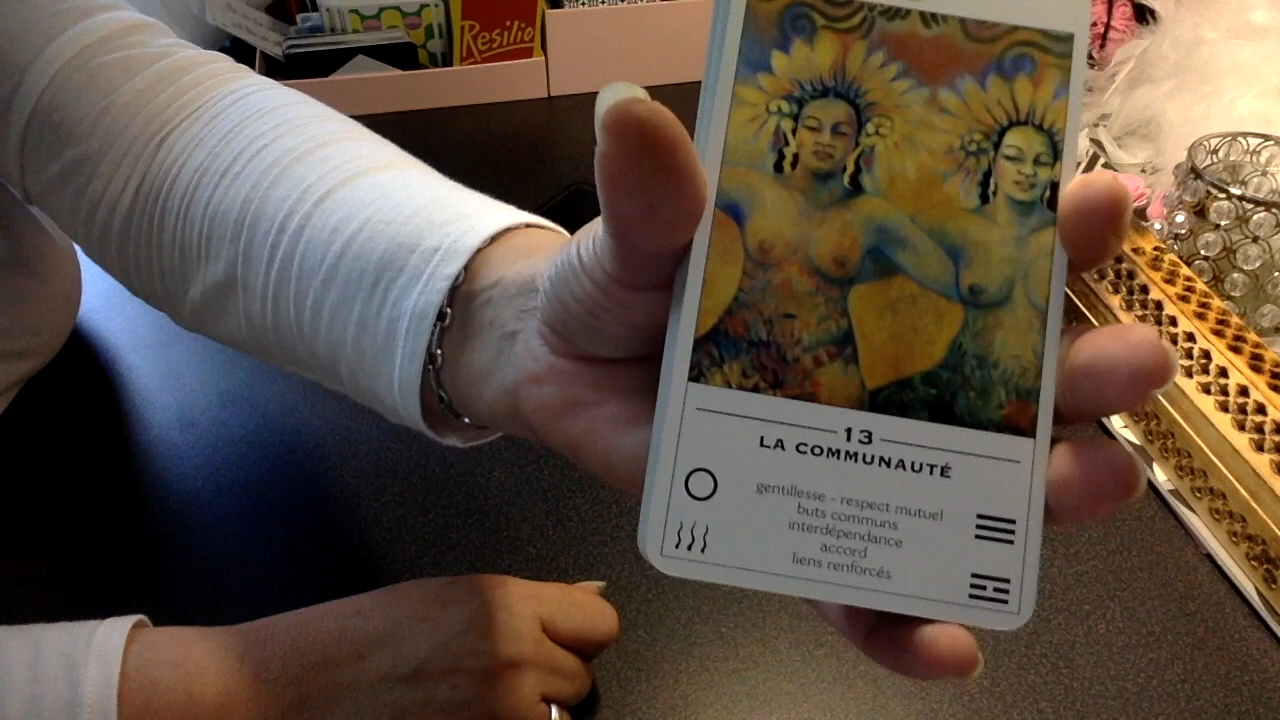 Resilio
13
LA COMMUNAUTÉ
gentillesse - respect mutuel
buts communs
interdépendance
accord
liens renforcés